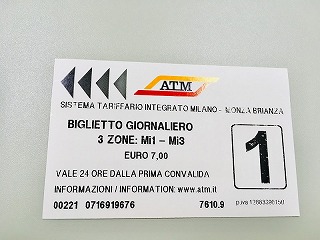 ATM
SISTEMA TARIFFARIO INTEGRATO MILANO - MONZA BRIANZA
BIGLIETTO GIORNALIERO
3 ZONE: Mi1 - Mi3
EURO 7,00
1
VALE 24 ORE DALLA PRIMA CONVALIDA
INFORMAZIONI / INFORMATION: www.atm.it
00221 0716919676 7610.9
p.iva